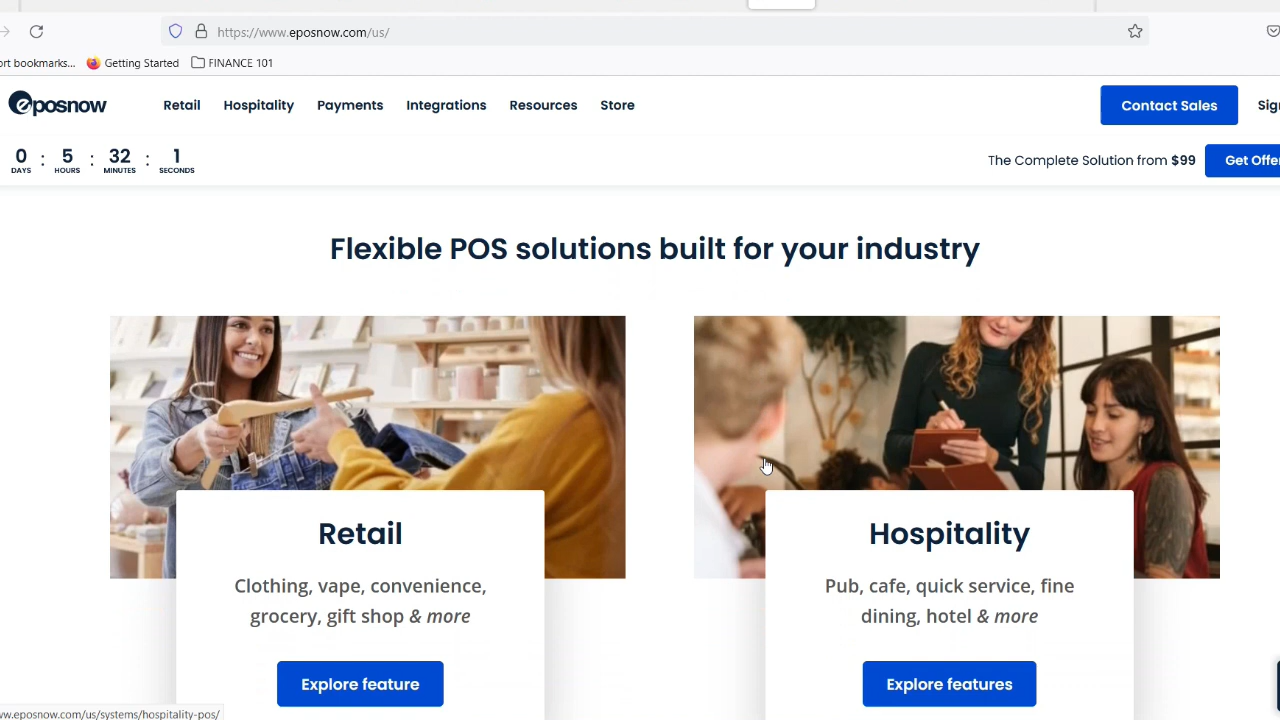 https://www.eposnow.com/us/
ort bookmarks... Getting Started FINANCE 101
eposnow Retail Hospitality Payments Integrations Resources Store Contact Sales Sign
0 : 5 : 32 : 1
DAYS HOURS MINUTES SECONDS
The Complete Solution from $99 Get Offe
Flexible POS solutions built for your industry
Retail
Clothing, vape, convenience,
grocery, gift shop & more
Explore feature
Hospitality
Pub, cafe, quick service, fine
dining, hotel & more
Explore features
ww.eposnow.com/us/systems/hospitality-pos/